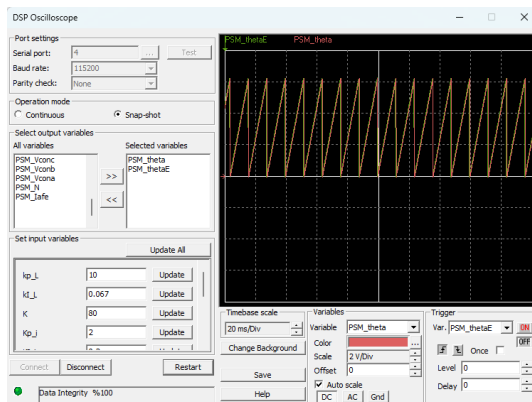 DSP Oscilloscope
Port settings
Serial port: 4 ... Test
Baud rate: 115200
Parity check: None
Operation mode
Continuous Snap-shot
Select output variables
All variables Selected variables
PSM_Vconc
PSM_Vconb
PSM_Vcona
PSM_N
PSM_Iafe
>>
<<
PSM_theta
PSM_thetaE
Set input variables
Update All
kp_L 10 Update
kI_L 0.067 Update
K 80 Update
Kp_i 2 Update
Connect Disconnect Restart
Data Integrity %100
PSM_thetaE PSM_theta
Timebase scale
20 ms/Div
Change Background
Save
Help
Variables
Variable PSM_theta
Color ...
Scale 2 V/Div
Offset 0
Auto scale
DC AC Gnd
Trigger
Var. PSM_thetaE ON
OFF
Once
Level 0
Delay 0